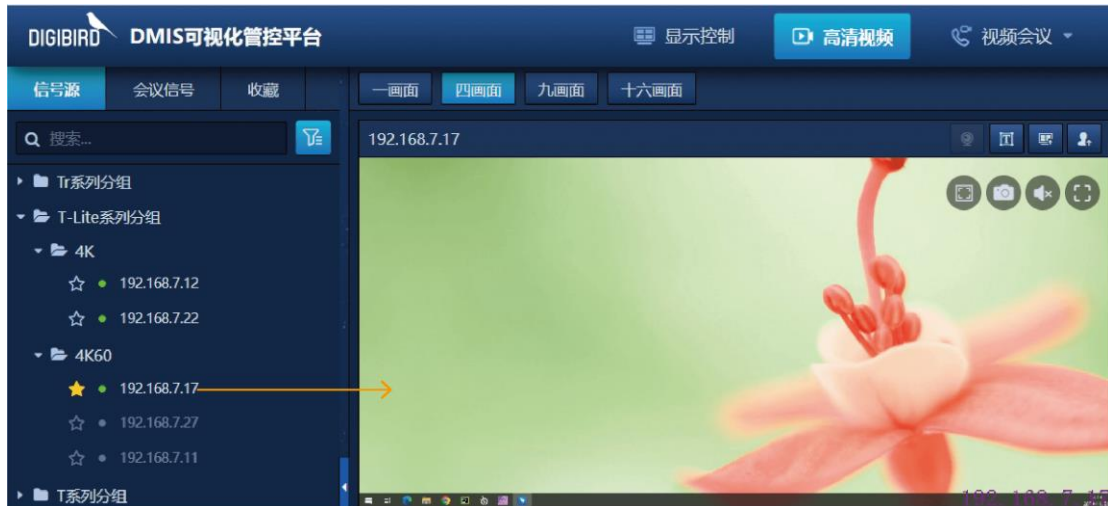 DIGIBIRD DMIS可视化管控平台 显示控制 高清视频 视频会议
信号源 会议信号 收藏 一画面 四画面 九画面 十六画面
搜索... 192.168.7.17
Tr系列分组
T-Lite系列分组
4K
192.168.7.12
192.168.7.22
4K60
192.168.7.17
192.168.7.27
192.168.7.11
T系列分组
192.168.7.17